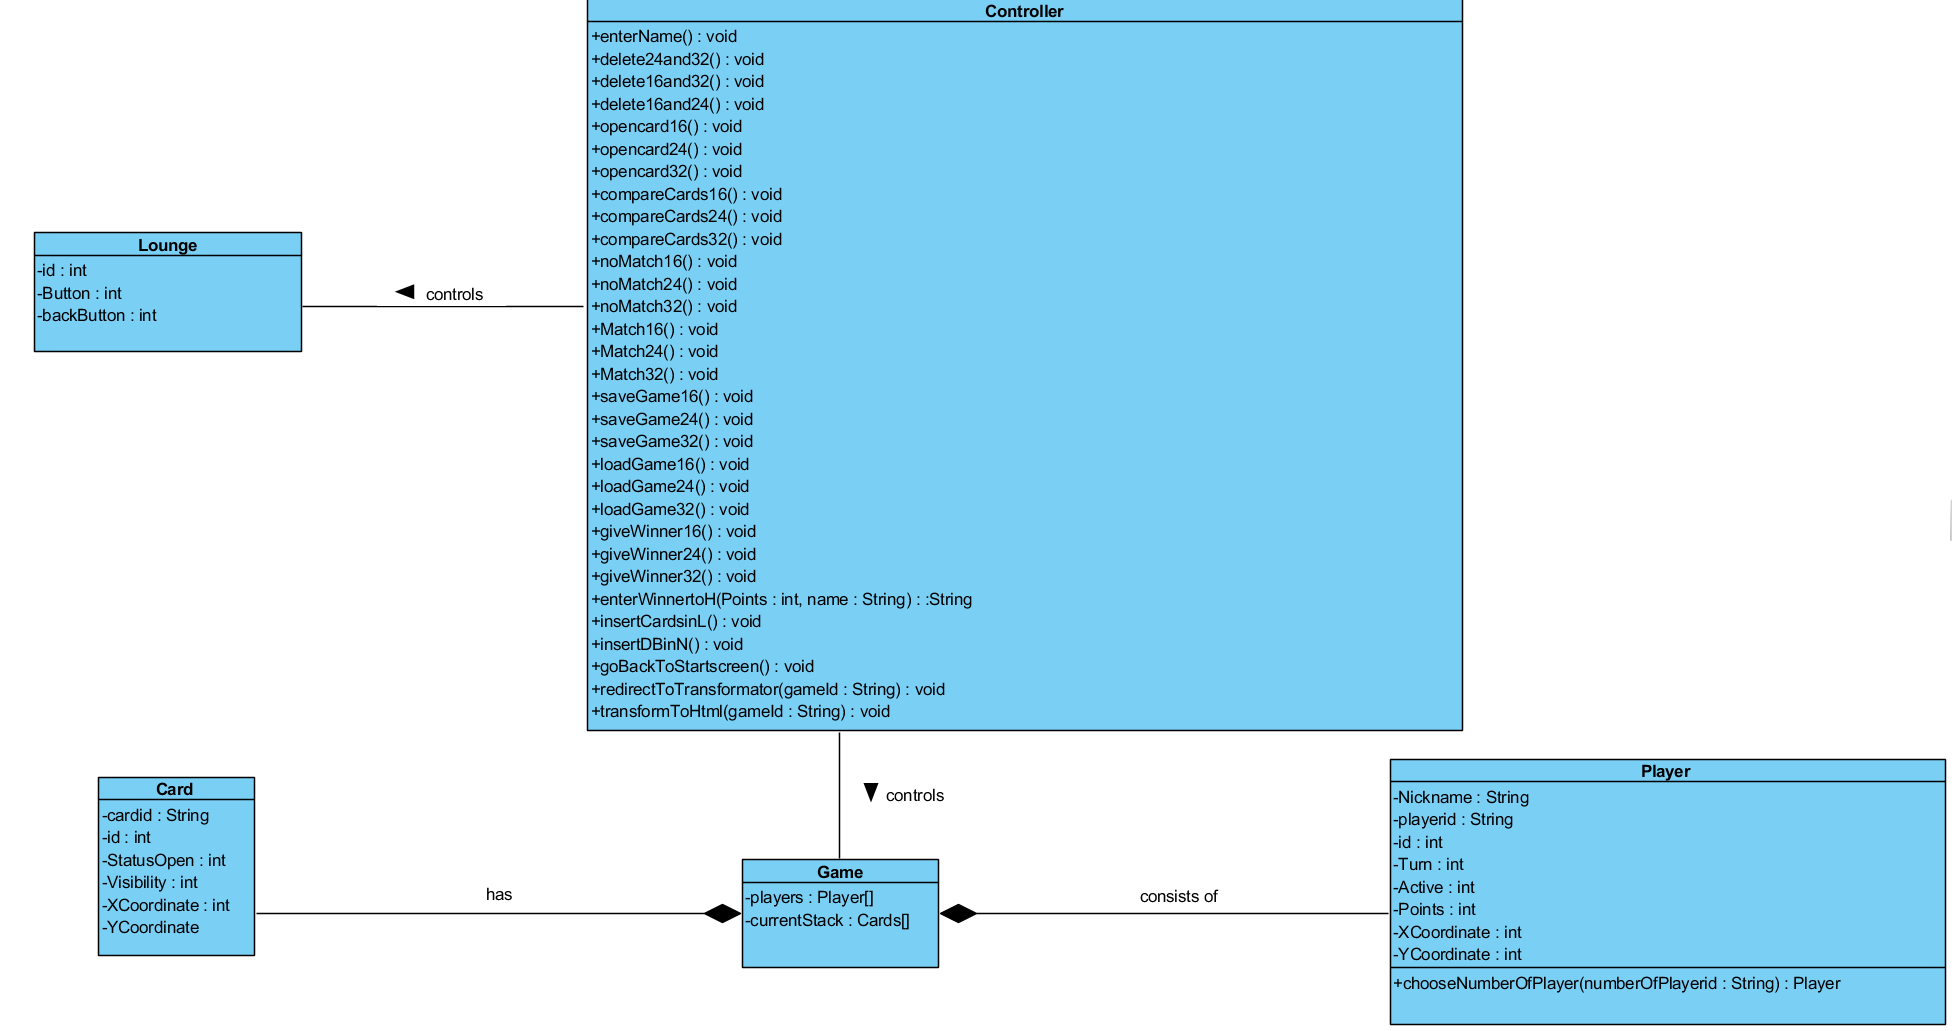 Controller
+enterName() : void
+delete24and32() : void
+delete16and32() : void
+delete16and24() : void
+opencard16() : void
+opencard24() : void
+opencard32() : void
+compareCards16() : void
+compareCards24() : void
+compareCards32() : void
+noMatch16() : void
+noMatch24() : void
+noMatch32() : void
+Match16() : void
+Match24() : void
+Match32() : void
+saveGame16() : void
+saveGame24() : void
+saveGame32() : void
+loadGame16() : void
+loadGame24() : void
+loadGame32() : void
+giveWinner16() : void
+giveWinner24() : void
+giveWinner32() : void
+enterWinnertoH(Points : int, name : String) : :String
+insertCardsinL() : void
+insertDBinN() : void
+goBackToStartscreen() : void
+redirectToTransformator(gameId : String) : void
+transformToHtml(gameId : String) : void
Lounge
-id : int
-Button : int
-backButton : int
controls
controls
Card
-cardid : String
-id : int
-StatusOpen : int
-Visibility : int
-XCoordinate : int
-YCoordinate
has
Game
-players : Player[]
-currentStack : Cards[]
consists of
Player
-Nickname : String
-playerid : String
-id : int
-Turn : int
-Active : int
-Points : int
-XCoordinate : int
-YCoordinate : int
+chooseNumberOfPlayer(numberOfPlayerid : String) : Player